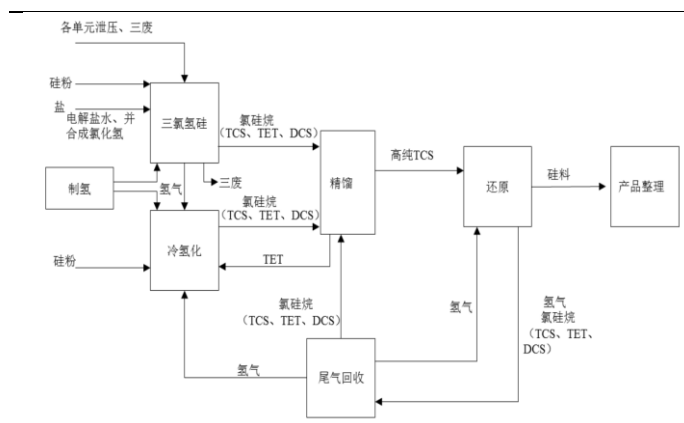 各单元泄压、三废
硅粉
盐
电解盐水、并
合成氯化氢
三氯氢硅
氯硅烷
（TCS、TET、DCS）
高纯TCS
制氢
氢气
三废
精馏
还原
硅料
产品整理
氯硅烷
（TCS、TET、DCS）
冷氢化
硅粉
TET
氯硅烷
（TCS、TET、DCS）
氢气
氢气
氯硅烷
（TCS、TET、
DCS）
氢气
尾气回收